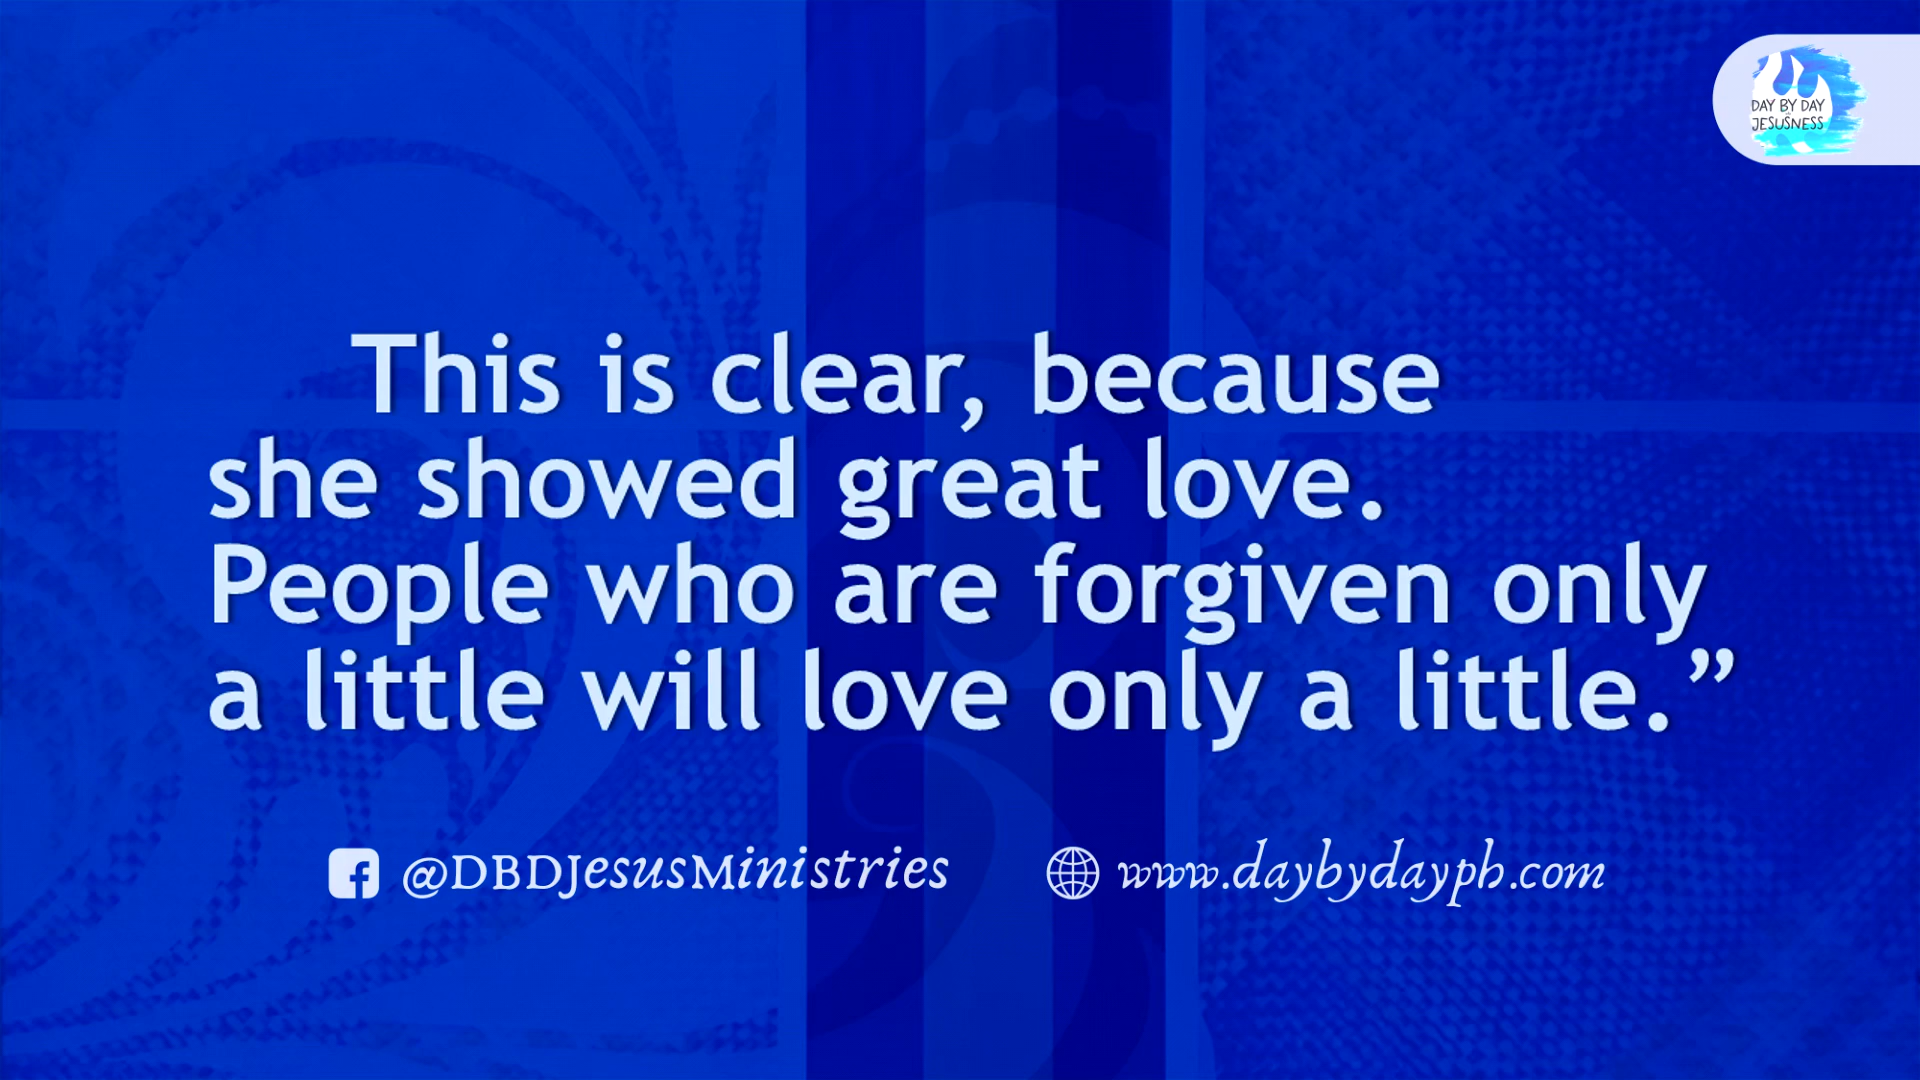 DAY BY DAY
JESUSNESS
This is clear, because
she showed great love.
People who are forgiven only
a little will love only a little.”
@DBDJesusMinistries
www.daybydayph.com